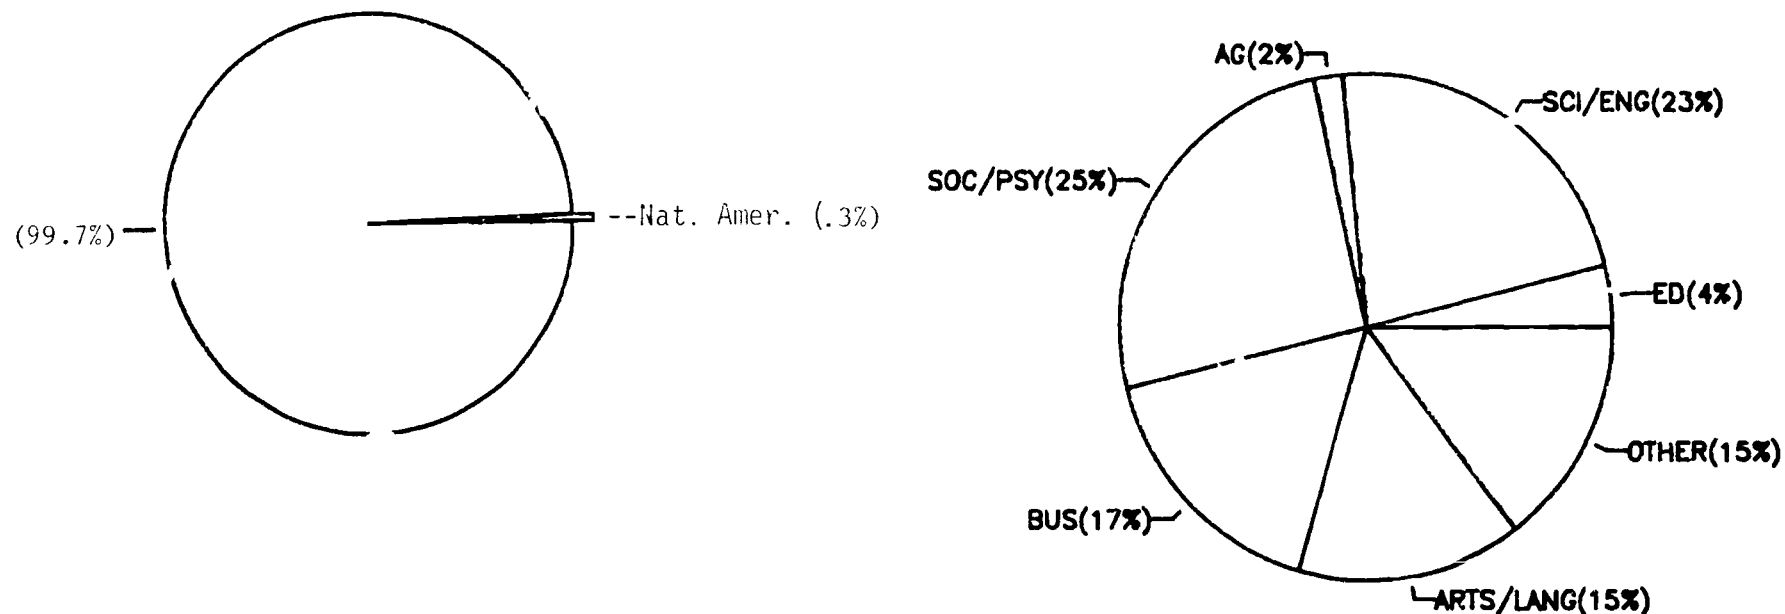 (99.7%)
--Nat. Amer. (.3%)
AG(2%)
SCI/ENG(23%)
SOC/PSY(25%)
ED(4%)
OTHER(15%)
BUS(17%)
ARTS/LANG(15%)